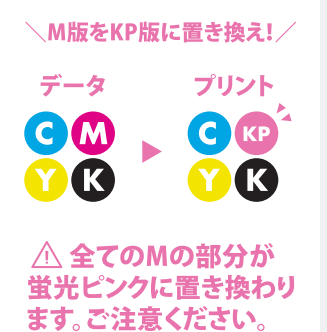 ＼M版をKP版に置き換え!／
データ プリント
C M C KP
Y K Y K
⚠ 全てのMの部分が
蛍光ピンクに置き換わり
ます。ご注意ください。